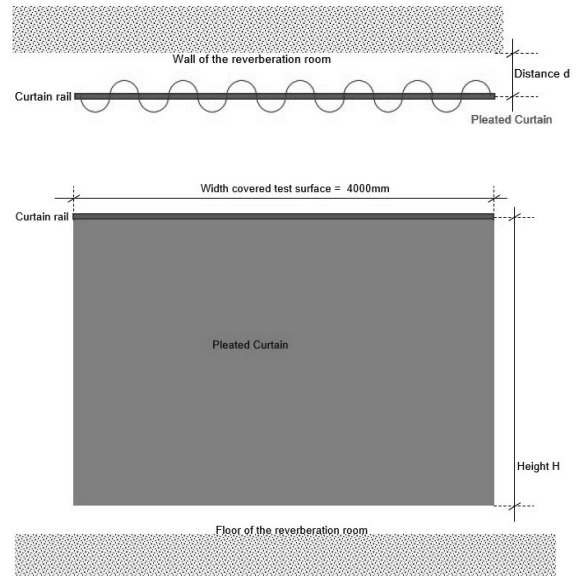 Wall of the reverberation room
Distance d
Curtain rail
Pleated Curtain
Width covered test surface = 4000mm
Curtain rail
Pleated Curtain
Height H
Floor of the reverberation room